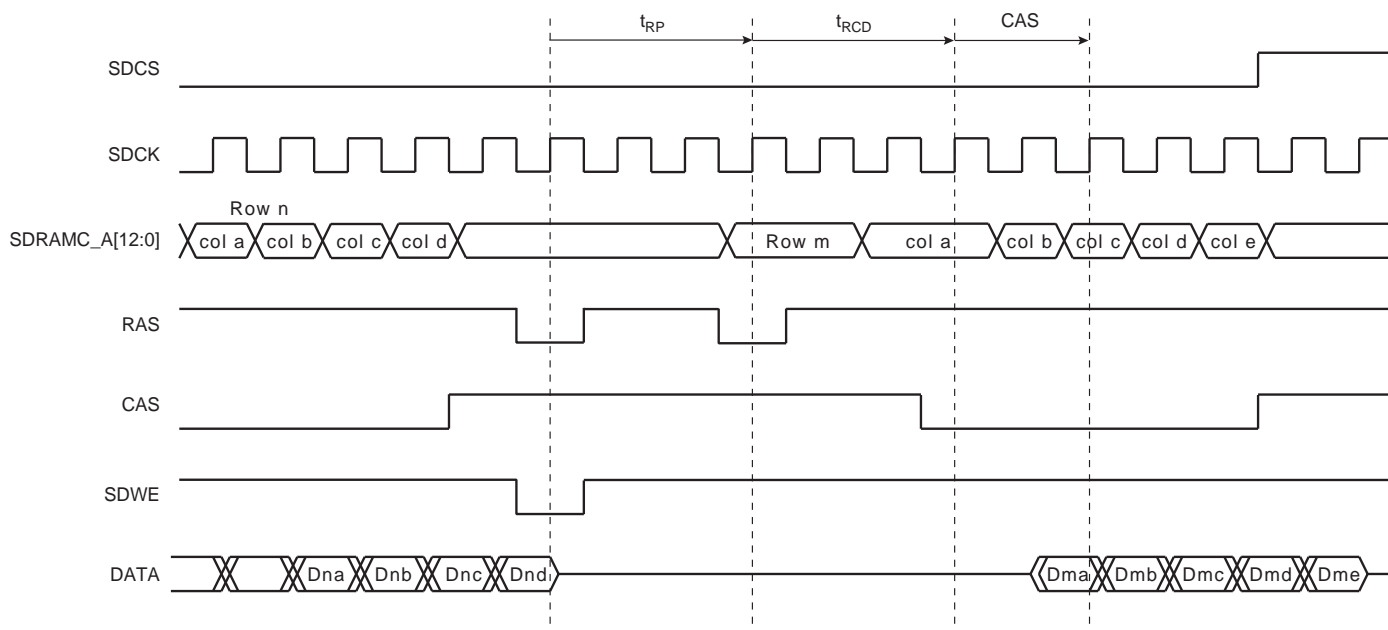 tRP tRCD CAS
SDCS
SDCK
Row n
SDRAMC_A[12:0] col a col b col c col d Row m col a col b col c col d col e
RAS
CAS
SDWE
DATA Dna Dnb Dnc Dnd Dma Dmb Dmc Dmd Dme